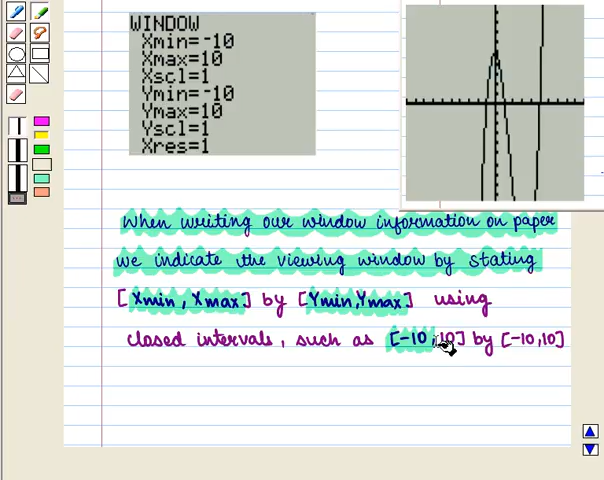 WINDOW
Xmin=-10
Xmax=10
Xscl=1
Ymin=-10
Ymax=10
Yscl=1
Xres=1
When writing our window information on paper
we indicate the viewing window by stating
[Xmin, Xmax] by [Ymin, Ymax] using
closed intervals, such as [-10,10] by [-10,10]